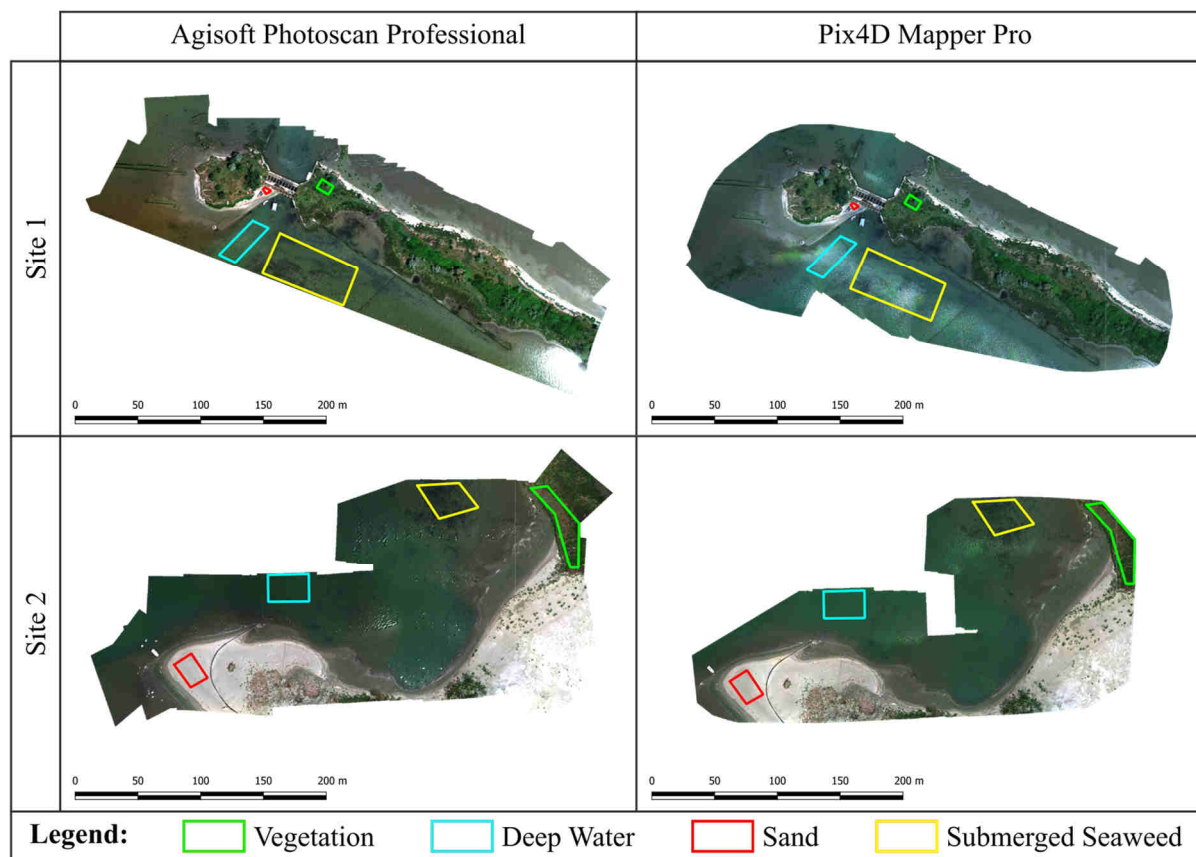 Agisoft Photoscan Professional
Pix4D Mapper Pro
Site 1
0 50 100 150 200 m
0 50 100 150 200 m
Site 2
0 50 100 150 200 m
0 50 100 150 200 m
Legend: Vegetation Deep Water Sand Submerged Seaweed